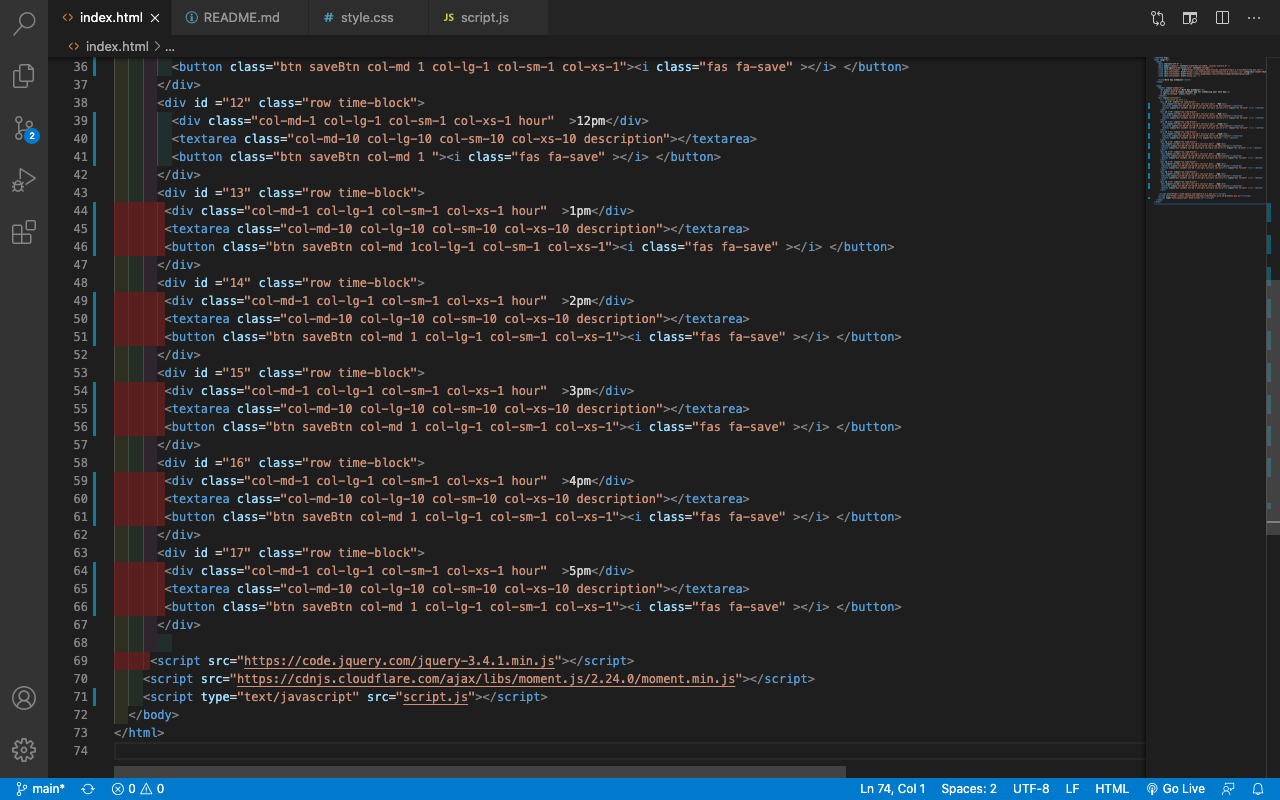 index.html
README.md
# style.css
JS script.js
index.html > ...
36 <button class="btn saveBtn col-md 1 col-lg-1 col-sm-1 col-xs-1"><i class="fas fa-save" ></i> </button>
37 </div>
38 <div id ="12" class="row time-block">
39 <div class="col-md-1 col-lg-1 col-sm-1 col-xs-1 hour"  >12pm</div>
40 <textarea class="col-md-10 col-lg-10 col-sm-10 col-xs-10 description"></textarea>
41 <button class="btn saveBtn col-md 1 "><i class="fas fa-save" ></i> </button>
42 </div>
43 <div id ="13" class="row time-block">
44 <div class="col-md-1 col-lg-1 col-sm-1 col-xs-1 hour"  >1pm</div>
45 <textarea class="col-md-10 col-lg-10 col-sm-10 col-xs-10 description"></textarea>
46 <button class="btn saveBtn col-md 1col-lg-1 col-sm-1 col-xs-1"><i class="fas fa-save" ></i> </button>
47 </div>
48 <div id ="14" class="row time-block">
49 <div class="col-md-1 col-lg-1 col-sm-1 col-xs-1 hour"  >2pm</div>
50 <textarea class="col-md-10 col-lg-10 col-sm-10 col-xs-10 description"></textarea>
51 <button class="btn saveBtn col-md 1 col-lg-1 col-sm-1 col-xs-1"><i class="fas fa-save" ></i> </button>
52 </div>
53 <div id ="15" class="row time-block">
54 <div class="col-md-1 col-lg-1 col-sm-1 col-xs-1 hour"  >3pm</div>
55 <textarea class="col-md-10 col-lg-10 col-sm-10 col-xs-10 description"></textarea>
56 <button class="btn saveBtn col-md 1 col-lg-1 col-sm-1 col-xs-1"><i class="fas fa-save" ></i> </button>
57 </div>
58 <div id ="16" class="row time-block">
59 <div class="col-md-1 col-lg-1 col-sm-1 col-xs-1 hour"  >4pm</div>
60 <textarea class="col-md-10 col-lg-10 col-sm-10 col-xs-10 description"></textarea>
61 <button class="btn saveBtn col-md 1 col-lg-1 col-sm-1 col-xs-1"><i class="fas fa-save" ></i> </button>
62 </div>
63 <div id ="17" class="row time-block">
64 <div class="col-md-1 col-lg-1 col-sm-1 col-xs-1 hour"  >5pm</div>
65 <textarea class="col-md-10 col-lg-10 col-sm-10 col-xs-10 description"></textarea>
66 <button class="btn saveBtn col-md 1 col-lg-1 col-sm-1 col-xs-1"><i class="fas fa-save" ></i> </button>
67 </div>
68
69 <script src="https://code.jquery.com/jquery-3.4.1.min.js"></script>
70 <script src="https://cdnjs.cloudflare.com/ajax/libs/moment.js/2.24.0/moment.min.js"></script>
71 <script type="text/javascript" src="script.js"></script>
72 </body>
73 </html>
74
2
main* 0 0 Ln 74, Col 1 Spaces: 2 UTF-8 LF HTML Go Live